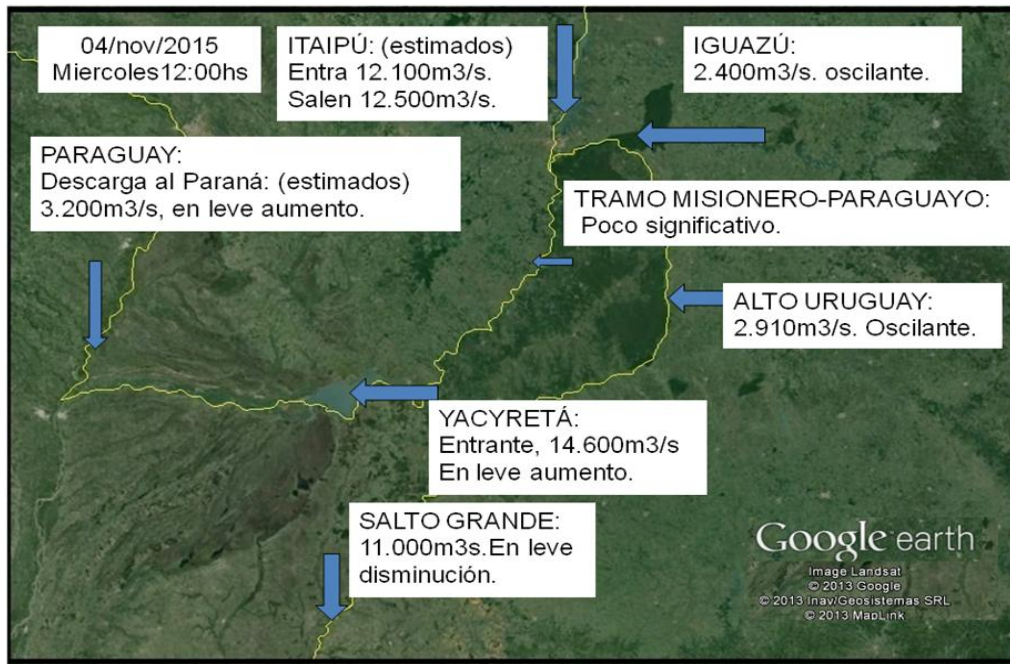 04/nov/2015
Miercoles12:00hs
ITAIPÚ: (estimados)
Entra 12.100m3/s.
Salen 12.500m3/s.
IGUAZÚ:
2.400m3/s. oscilante.
PARAGUAY:
Descarga al Paraná: (estimados)
3.200m3/s, en leve aumento.
TRAMO MISIONERO-PARAGUAYO:
Poco significativo.
ALTO URUGUAY:
2.910m3/s. Oscilante.
YACYRETÁ:
Entrante, 14.600m3/s
En leve aumento.
SALTO GRANDE:
11.000m3s.En leve
disminución.
Google earth
Image Landsat
© 2013 Google
© 2013 Inav/Geosistemas SRL
© 2013 MapLink